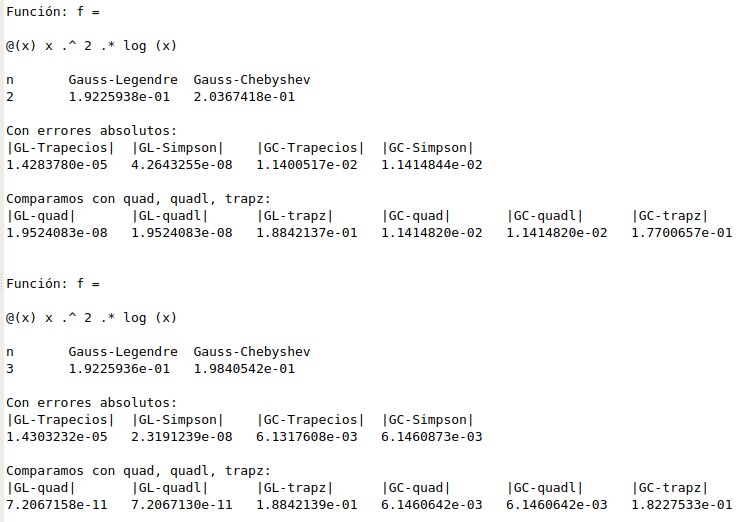 Función: f =
@(x) x .^ 2 .* log (x)
n Gauss-Legendre Gauss-Chebyshev
2 1.9225938e-01 2.0367418e-01
Con errores absolutos:
|GL-Trapecios| |GL-Simpson| |GC-Trapecios| |GC-Simpson|
1.4283780e-05 4.2643255e-08 1.1400517e-02 1.1414844e-02
Comparamos con quad, quadl, trapz:
|GL-quad| |GL-quadl| |GL-trapz| |GC-quad| |GC-quadl| |GC-trapz|
1.9524083e-08 1.9524083e-08 1.8842137e-01 1.1414820e-02 1.1414820e-02 1.7700657e-01
Función: f =
@(x) x .^ 2 .* log (x)
n Gauss-Legendre Gauss-Chebyshev
3 1.9225936e-01 1.9840542e-01
Con errores absolutos:
|GL-Trapecios| |GL-Simpson| |GC-Trapecios| |GC-Simpson|
1.4303232e-05 2.3191239e-08 6.1317608e-03 6.1460873e-03
Comparamos con quad, quadl, trapz:
|GL-quad| |GL-quadl| |GL-trapz| |GC-quad| |GC-quadl| |GC-trapz|
7.2067158e-11 7.2067130e-11 1.8842139e-01 6.1460642e-03 6.1460642e-03 1.8227533e-01